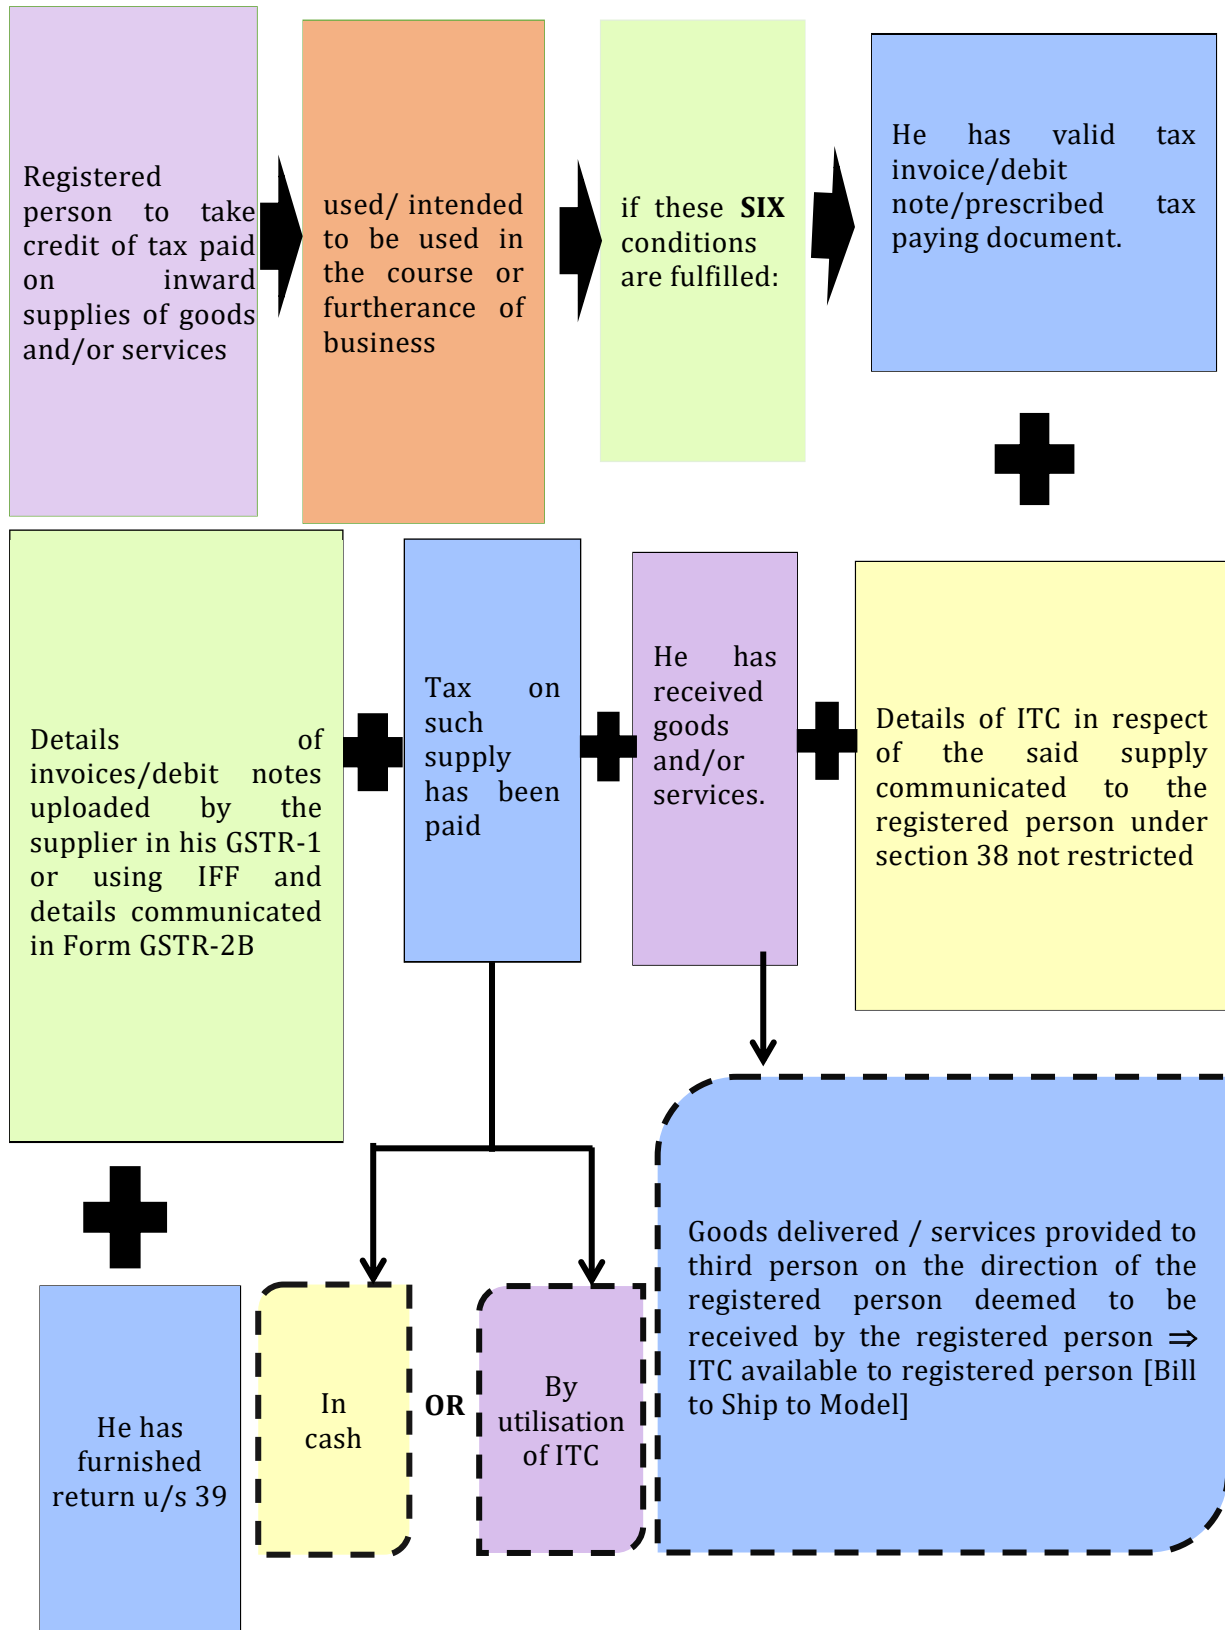 Registered
person to take
credit of tax paid
on inward
supplies of goods
and/or services
used/ intended
to be used in
the course or
furtherance of
business
if these SIX
conditions
are fulfilled:
He has valid tax
invoice/debit
note/prescribed tax
paying document.
Details of ITC in respect
of the said supply
communicated to the
registered person under
section 38 not restricted
He has
received
goods
and/or
services.
Goods delivered / services provided to
third person on the direction of the
registered person deemed to be
received by the registered person ⇒
ITC available to registered person [Bill
to Ship to Model]
Tax on
such
supply
has been
paid
In
cash
OR
By
utilisation
of ITC
Details of
invoices/debit notes
uploaded by the
supplier in his GSTR-1
or using IFF and
details communicated
in Form GSTR-2B
He has
furnished
return u/s 39